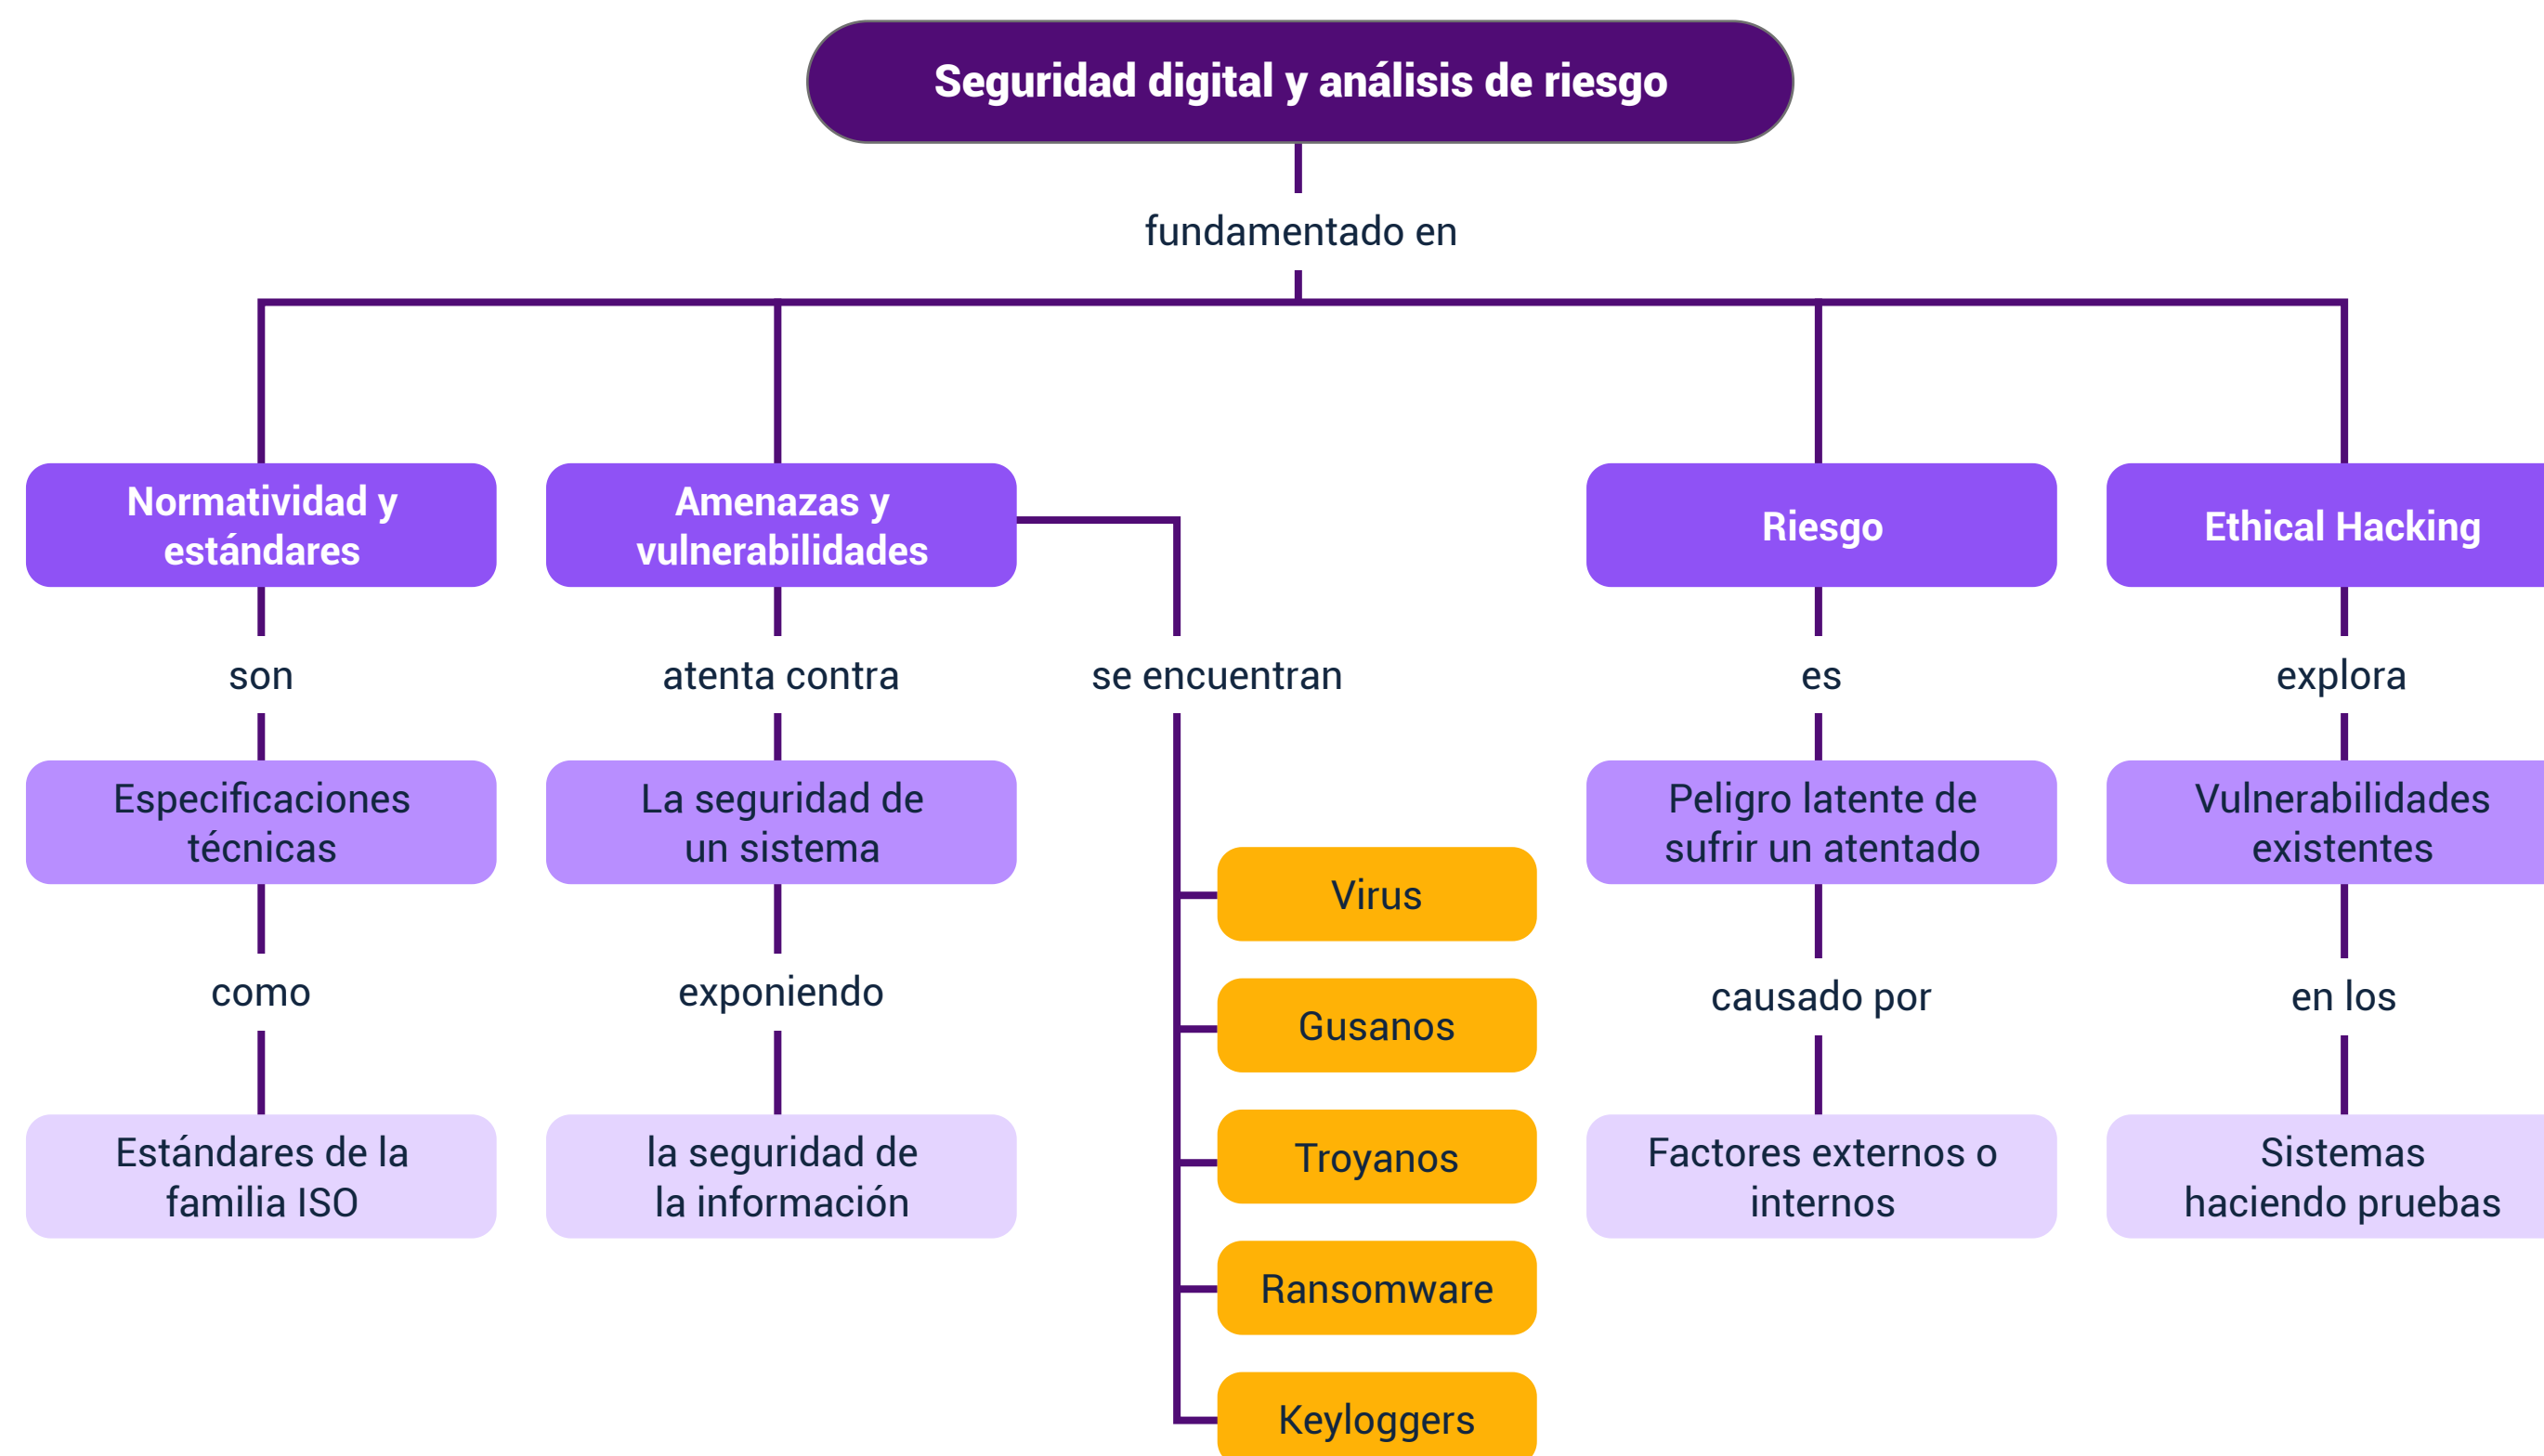 Seguridad digital y análisis de riesgo
fundamentado en
Normatividad y
estándares
son
Especificaciones
técnicas
como
Estándares de la
familia ISO
Amenazas y
vulnerabilidades
atenta contra
La seguridad de
un sistema
exponiendo
la seguridad de
la información
se encuentran
Virus
Gusanos
Troyanos
Ransomware
Keyloggers
Riesgo
es
Peligro latente de
sufrir un atentado
causado por
Factores externos o
internos
Ethical Hacking
explora
Vulnerabilidades
existentes
en los
Sistemas
haciendo pruebas